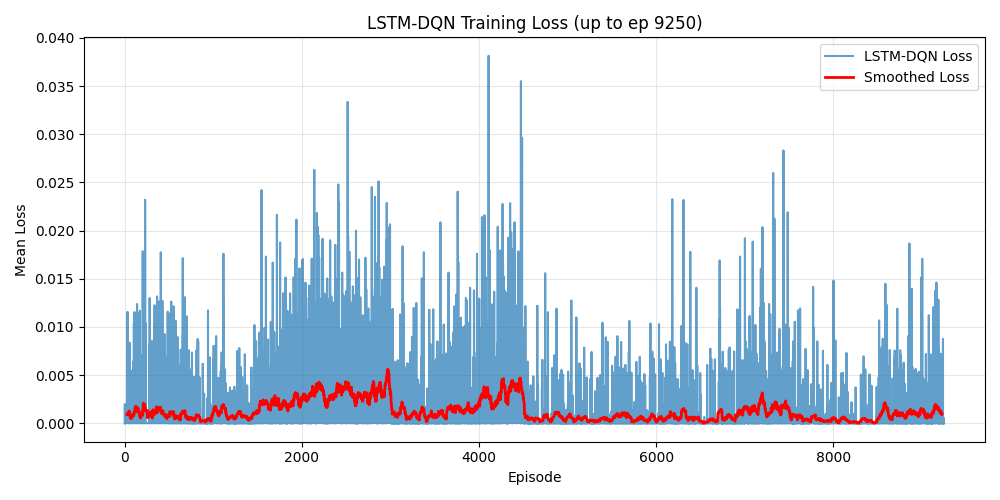 LSTM-DQN Training Loss (up to ep 9250)
0.040
0.035
0.030
0.025
0.020
0.015
0.010
0.005
0.000
Mean Loss
LSTM-DQN Loss
Smoothed Loss
0 2000 4000 6000 8000
Episode